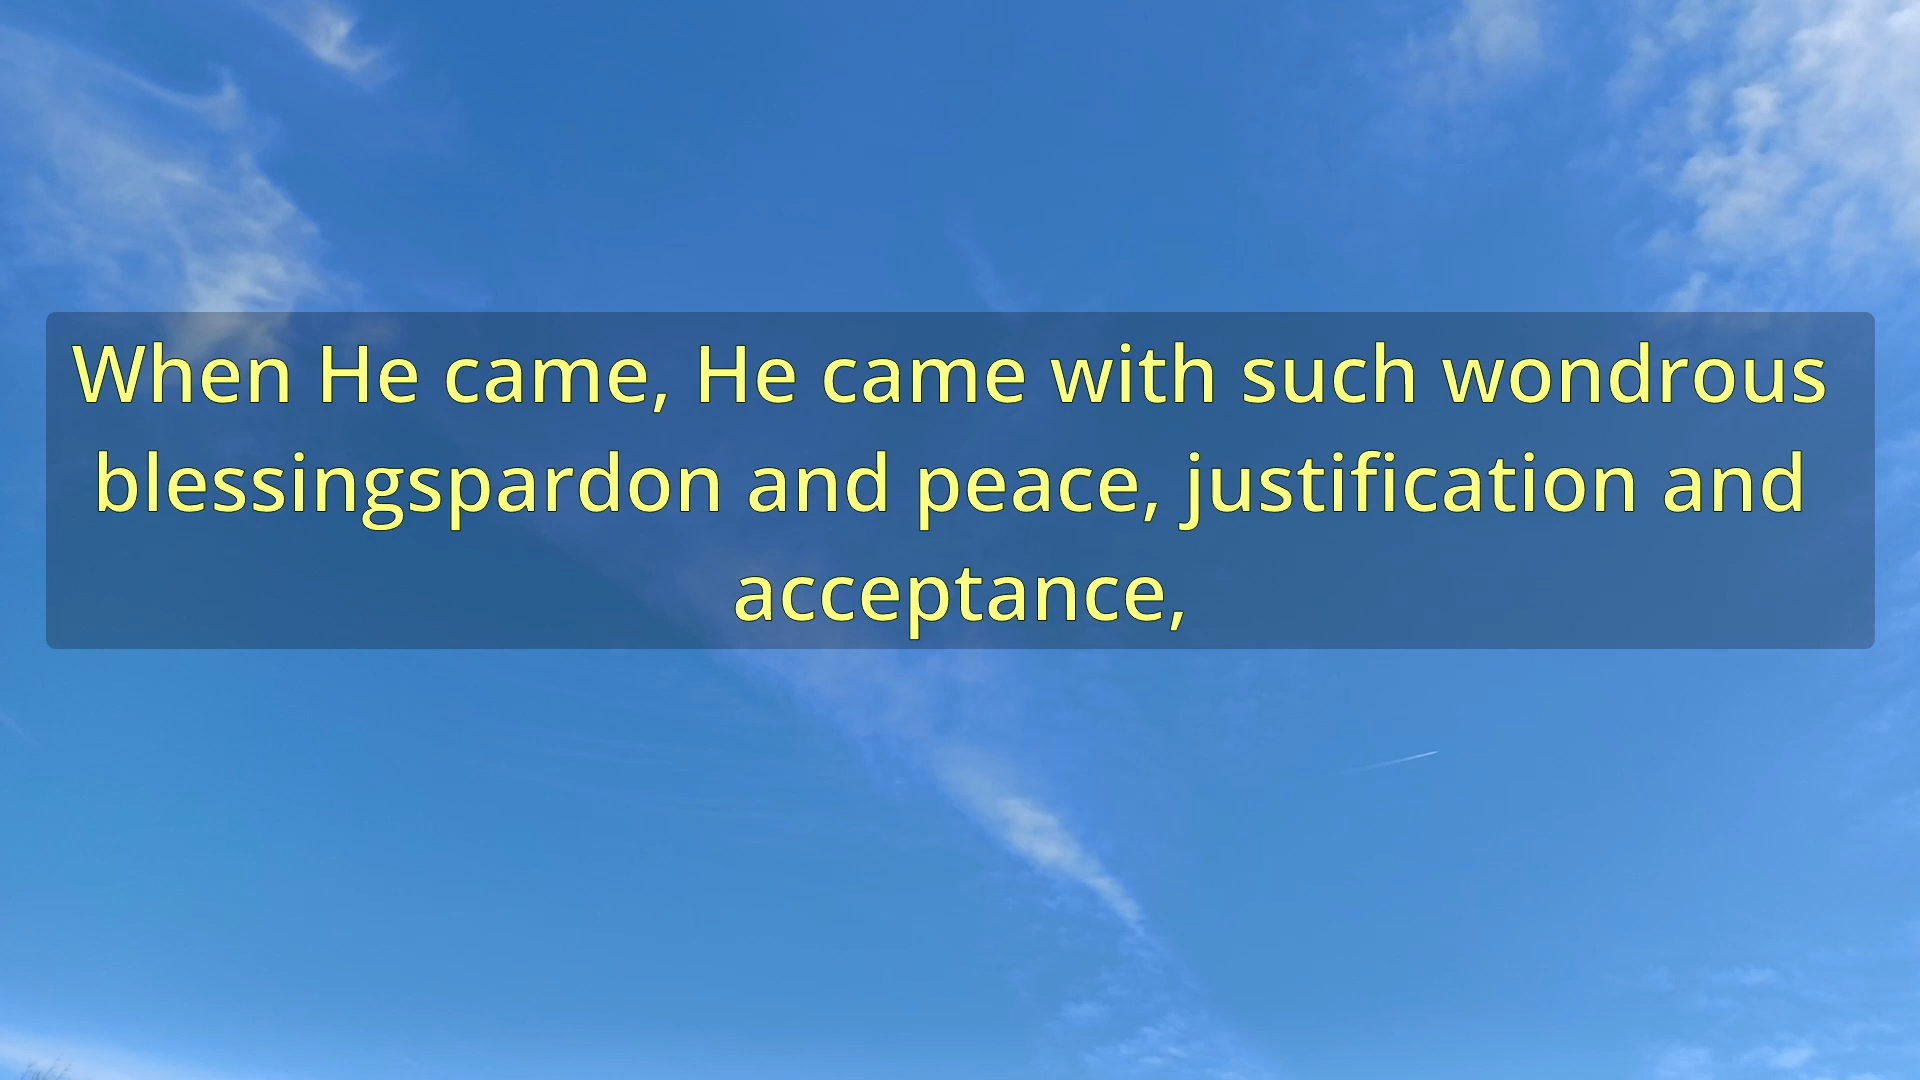 When He came, He came with such wondrous
blessingspardon and peace, justification and
acceptance,